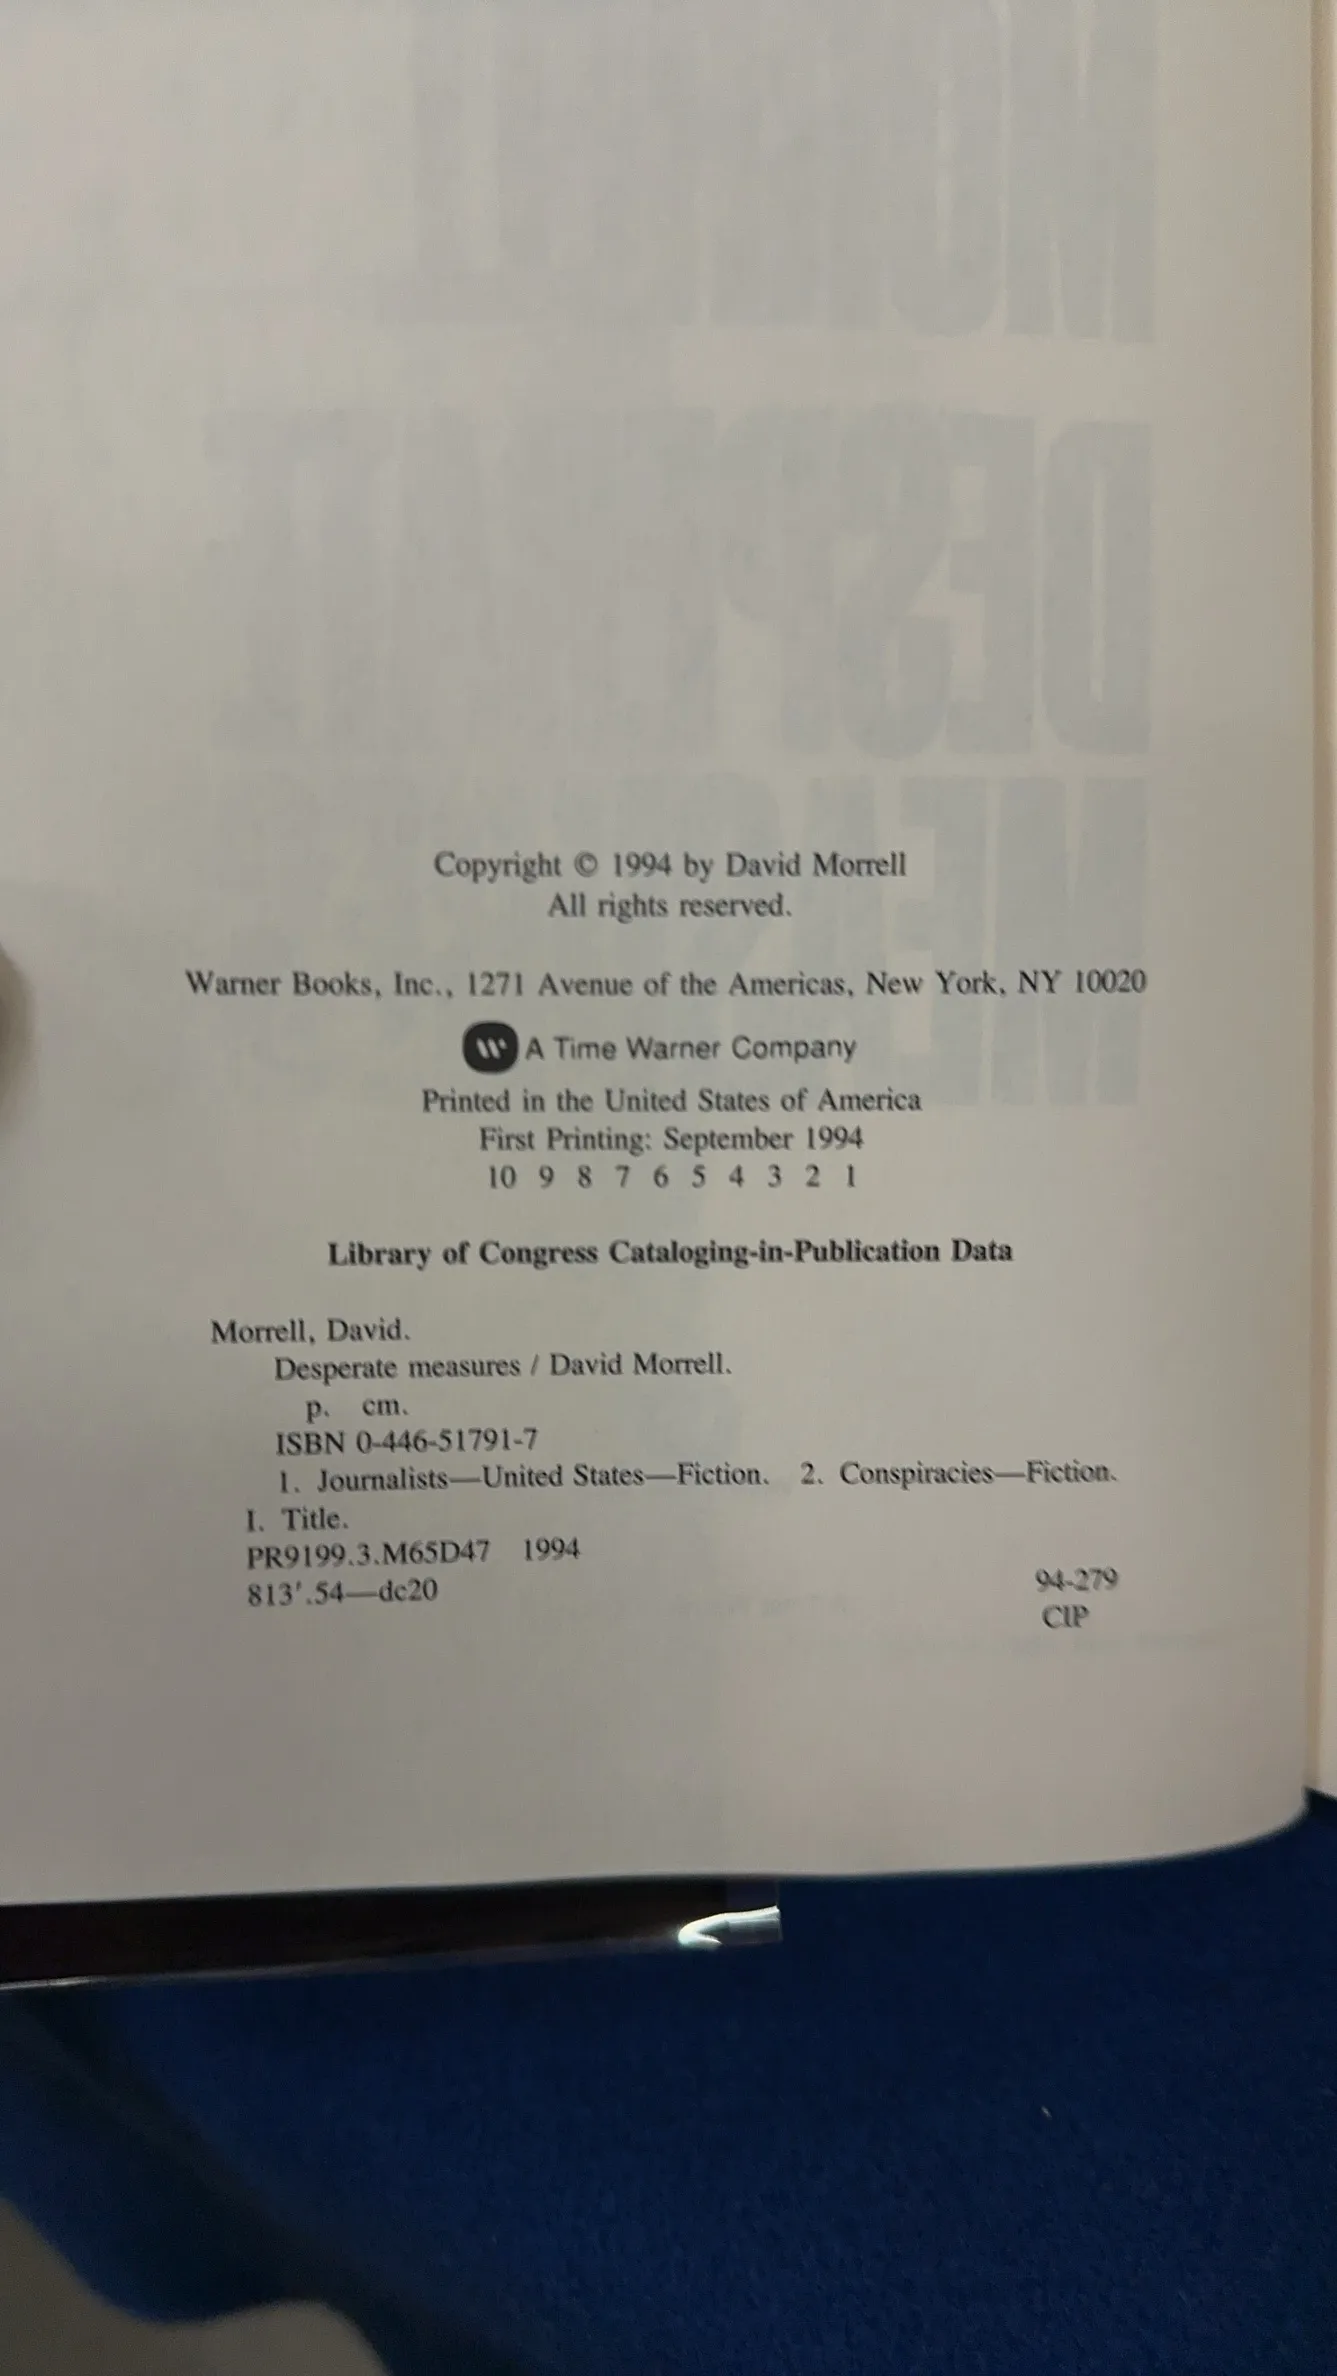 Copyright © 1994 by David Morrell
All rights reserved.
Warner Books, Inc., 1271 Avenue of the Americas, New York, NY 10020
W A Time Warner Company
Printed in the United States of America
First Printing: September 1994
10 9 8 7 6 5 4 3 2 1
Library of Congress Cataloging-in-Publication Data
Morrell, David.
Desperate measures / David Morrell.
p. cm.
ISBN 0-446-51791-7
1. Journalists—United States—Fiction. 2. Conspiracies—Fiction.
I. Title.
PR9199.3.M65D47 1994
813'.54—dc20
94-279
CIP